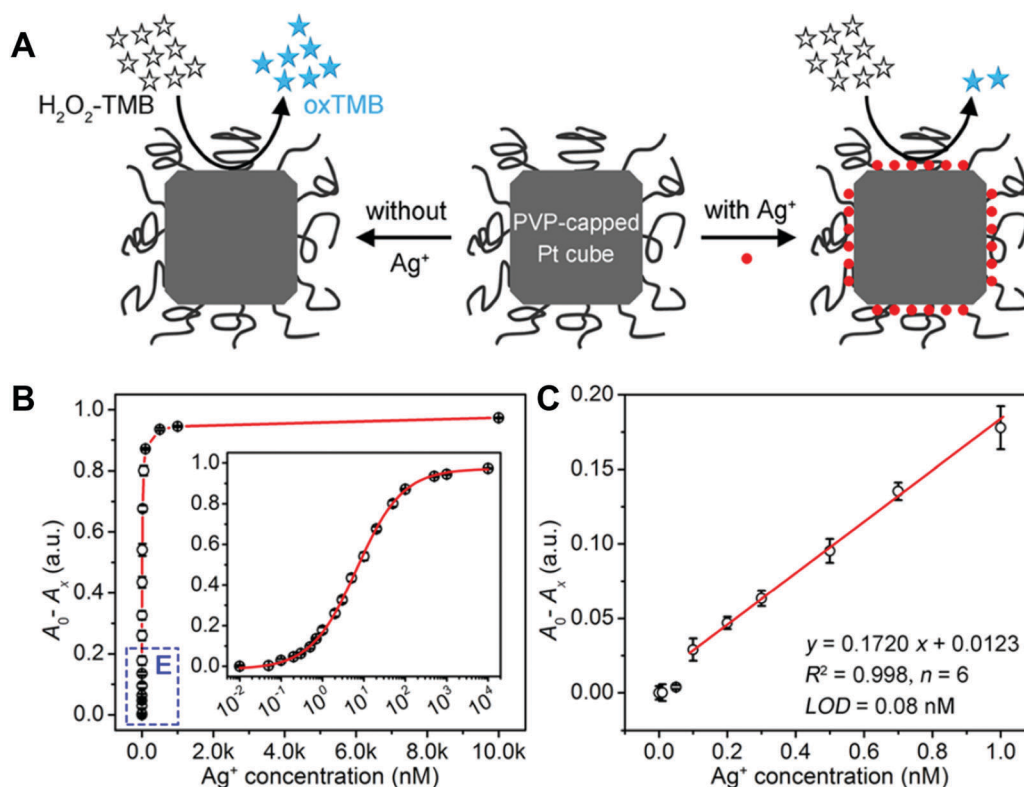 A
H₂O₂-TMB
oxTMB
without
Ag⁺
PVP-capped
Pt cube
with Ag⁺
B
1.0
0.8
0.6
0.4
0.2
0.0
A₀- Aₓ (a.u.)
E
1.0
0.8
0.6
0.4
0.2
0.0
10⁻² 10⁻¹ 10⁰ 10¹ 10² 10³ 10⁴
0.0 2.0k 4.0k 6.0k 8.0k 10.0k
Ag⁺ concentration (nM)
C
0.20
0.15
0.10
0.05
0.00
A₀- Aₓ (a.u.)
y = 0.1720 x + 0.0123
R² = 0.998, n = 6
LOD = 0.08 nM
0.0 0.2 0.4 0.6 0.8 1.0
Ag⁺ concentration (nM)